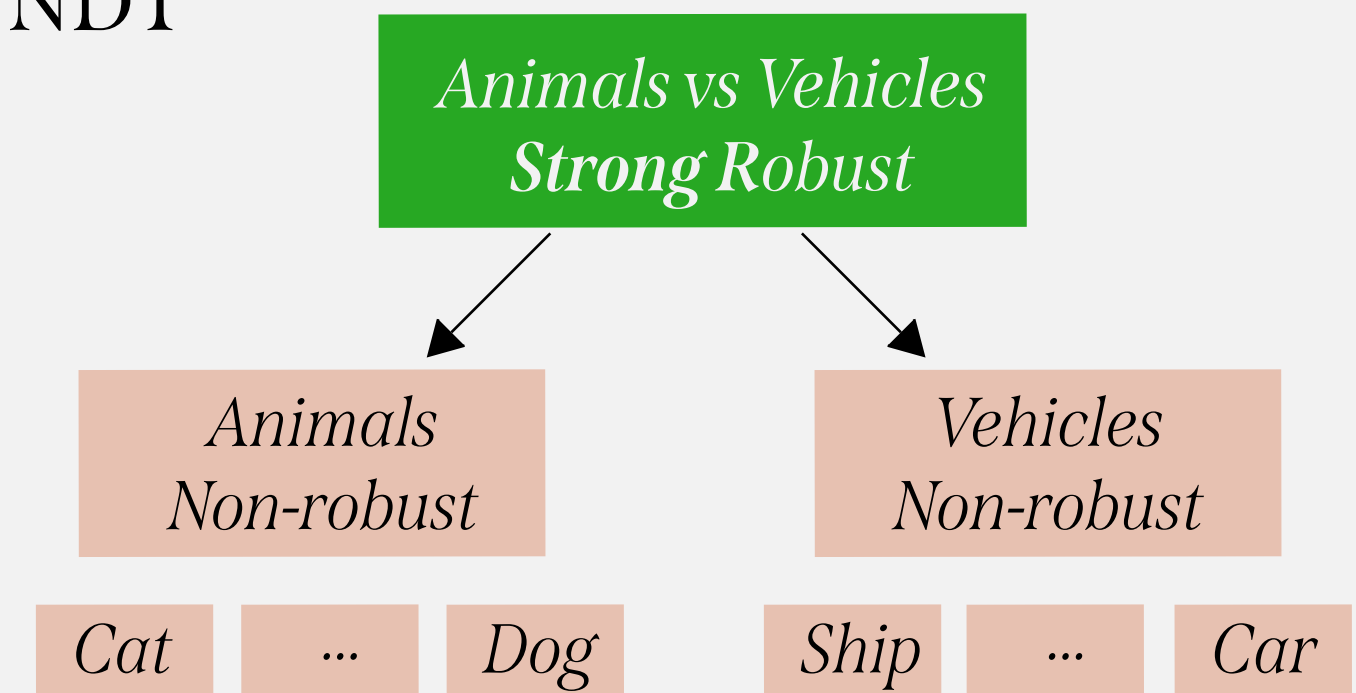 Animals vs Vehicles
Strong Robust
Animals
Non-robust
Vehicles
Non-robust
Cat
...
Dog
Ship
...
Car